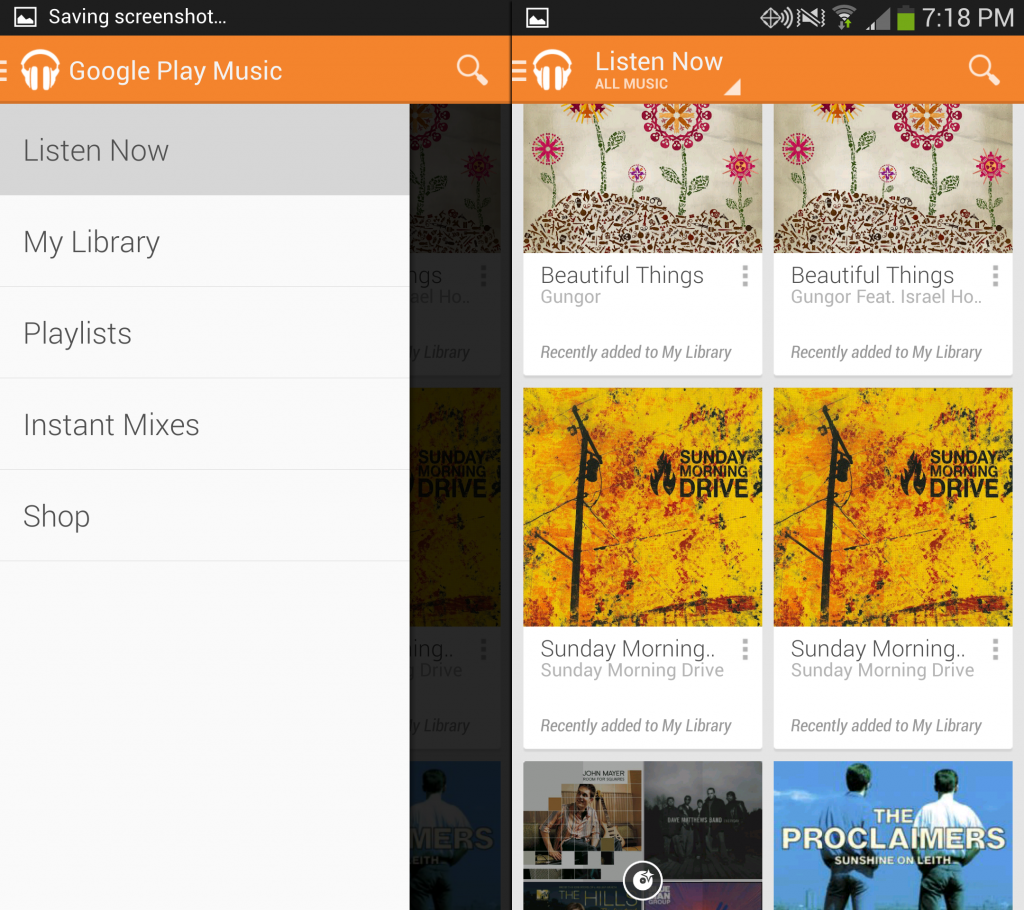 Saving screenshot...
Google Play Music
Listen Now
My Library
Playlists
Instant Mixes
Shop
ngs
ael Ho..
y Library
ing..
Drive
y Library
MERS
LEITH
7:18 PM
Listen Now
ALL MUSIC
Beautiful Things
Gungor
Recently added to My Library
Beautiful Things
Gungor Feat. Israel Ho..
Recently added to My Library
SUNDAY
MORNING
DRIVE
SUNDAY
MORNING
DRIVE
Sunday Morning..
Sunday Morning Drive
Recently added to My Library
Sunday Morning..
Sunday Morning Drive
Recently added to My Library
JOHN MAYER
ROOM FOR SQUARES
DAVE MATTHEWS BAND
MTV
THE HILLS
GROUP
THE
PROCLAIMERS
SUNSHINE ON LEITH